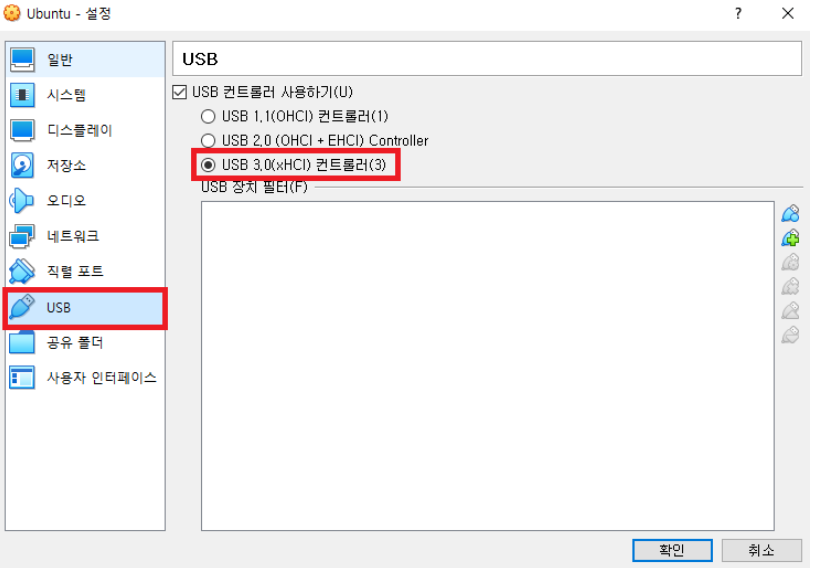 Ubuntu - 설정
?
일반
시스템
디스플레이
저장소
오디오
네트워크
직렬 포트
USB
공유 폴더
사용자 인터페이스
USB
USB 컨트롤러 사용하기(U)
USB 1,1(OHCI) 컨트롤러(1)
USB 2,0 (OHCI + EHCI) Controller
USB 3,0(xHCI) 컨트롤러(3)
USB 장치 필터(F)
확인
취소